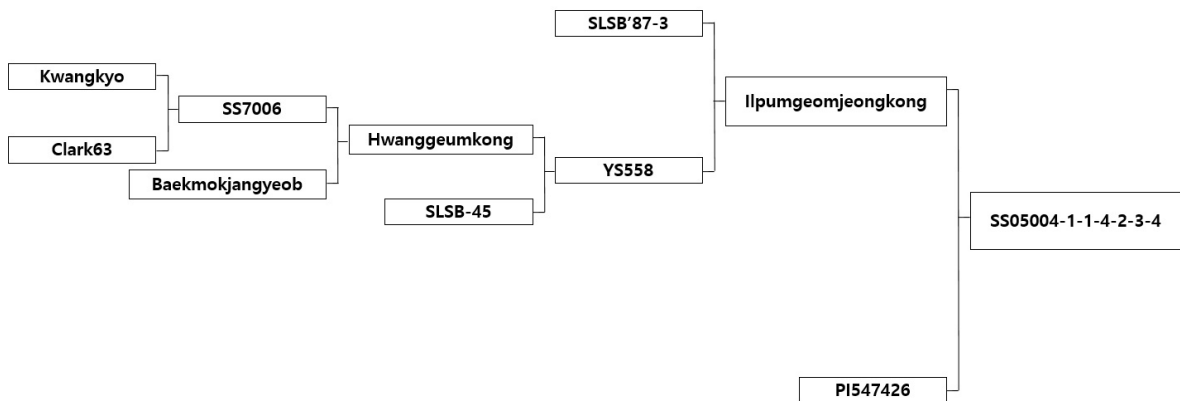 SLSB’87-3
Kwangkyo
SS7006
Ilpumgeomjeongkong
Clark63
Hwanggeumkong
Baekmokjangyeob
YS558
SLSB-45
SS05004-1-1-4-2-3-4
PI547426